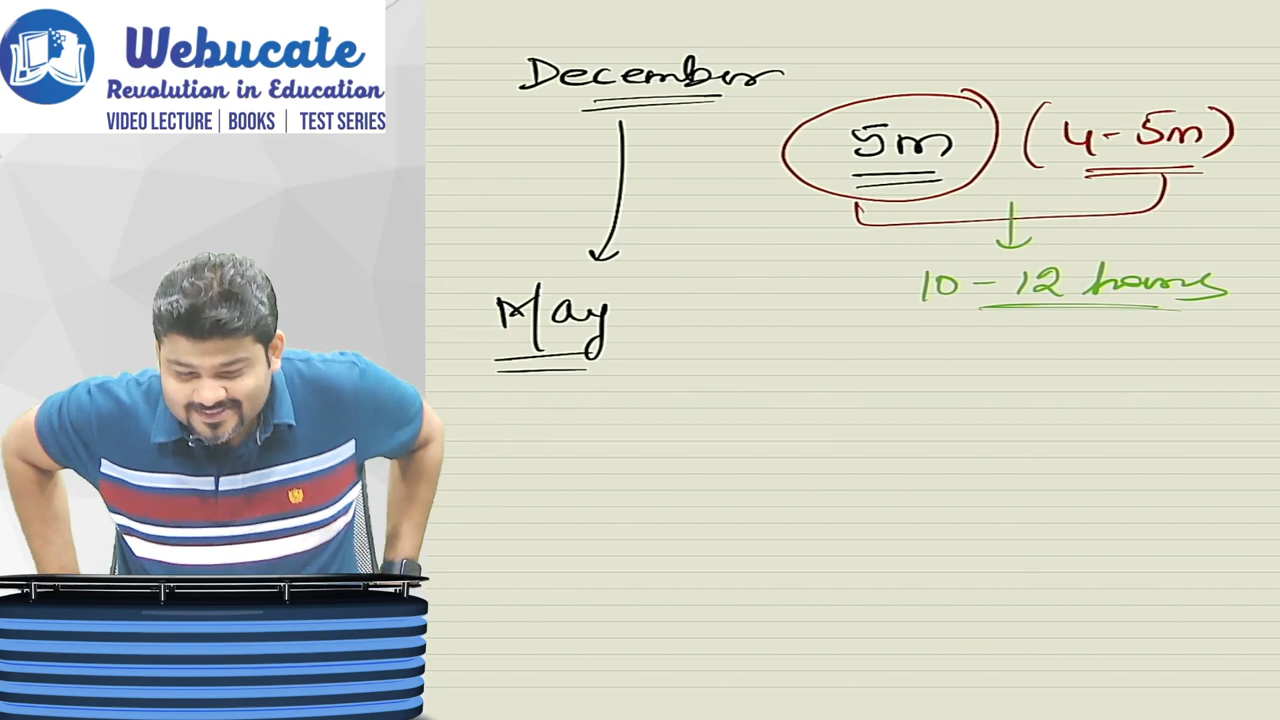 Webucate
Revolution in Education
VIDEO LECTURE | BOOKS | TEST SERIES
December
5m (4-5m)
10-12 hours
May